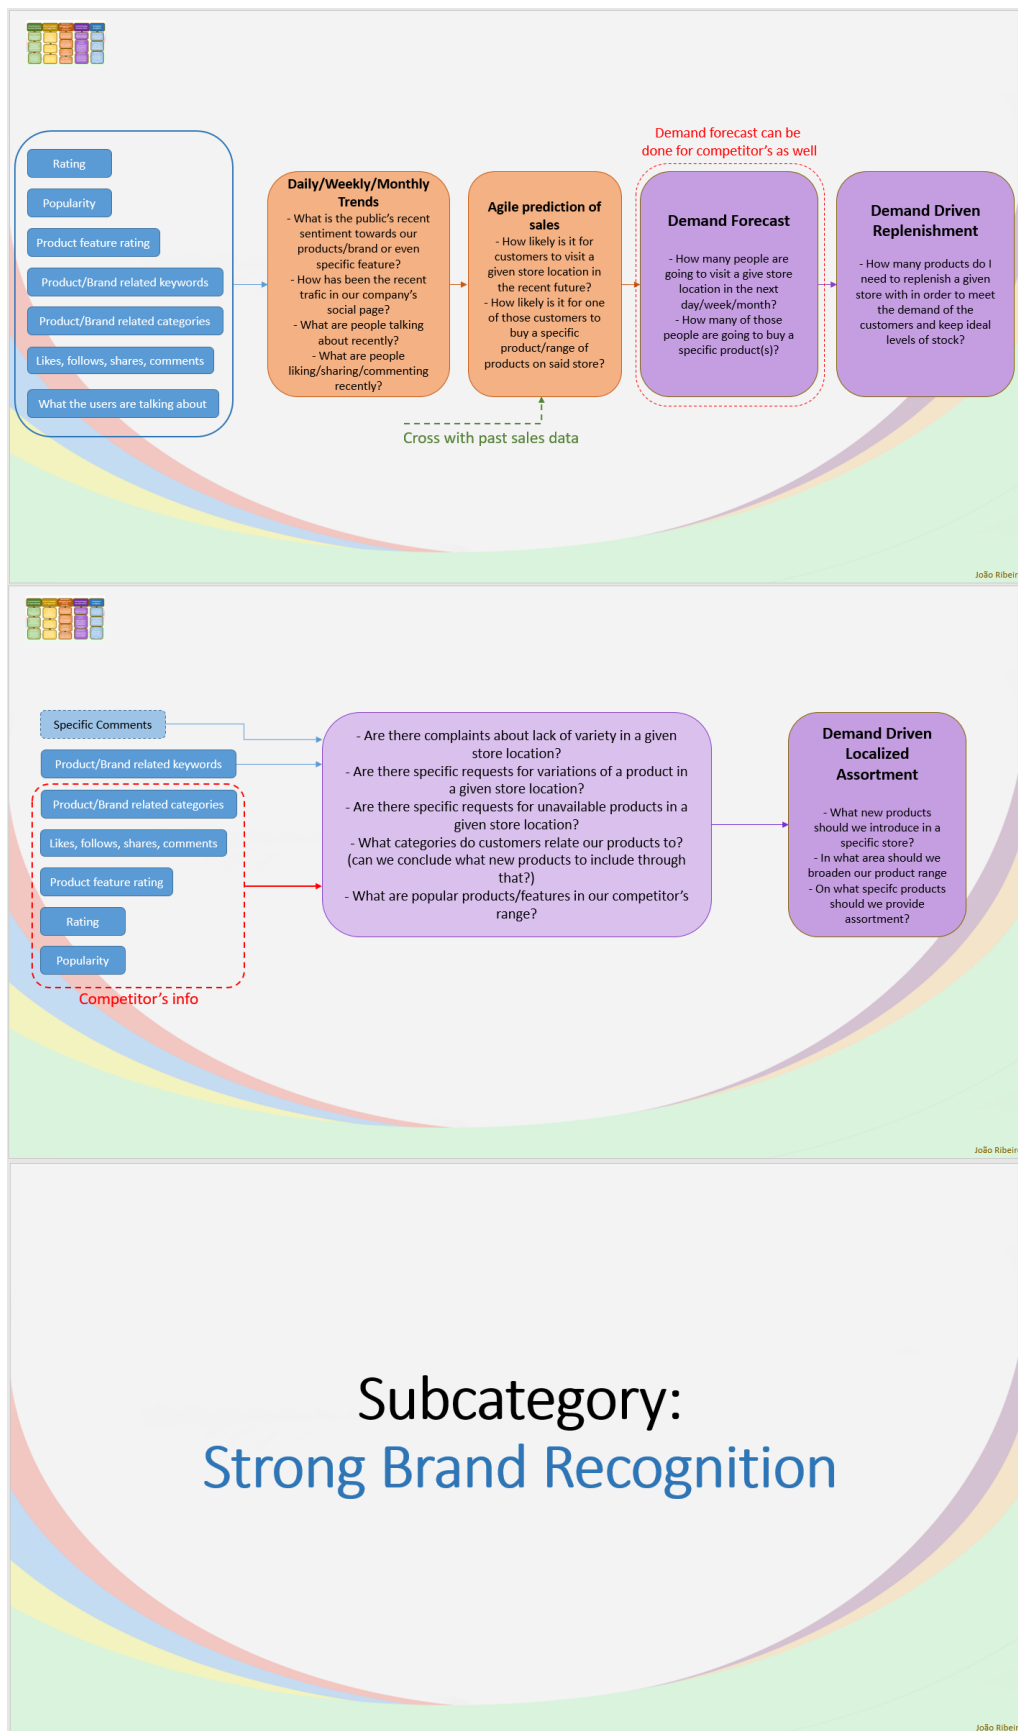 Demand forecast can be
done for competitor's as well
Rating
Popularity
Product feature rating
Product/Brand related keywords
Product/Brand related categories
Likes, follows, shares, comments
What the users are talking about
Daily/Weekly/Monthly
Trends
- What is the public's recent
sentiment towards our
products/brand or even
specific feature?
- How has been the recent
trafic in our company's
social page?
- What are people talking
about recently?
- What are people
liking/sharing/commenting
recently?
Agile prediction of
sales
- How likely is it for
customers to visit a
given store location in
the recent future?
- How likely is it for one
of those customers to
buy a specific
product/range of
products on said store?
Demand Forecast
- How many people are
going to visit a give store
location in the next
day/week/month?
- How many of those
people are going to buy
a specific product(s)?
Demand Driven
Replenishment
- How many products do I
need to replenish a given
store with in order to meet
the demand of the
customers and keep ideal
levels of stock?
Cross with past sales data
João Ribeir
Specific Comments
Product/Brand related keywords
Product/Brand related categories
Likes, follows, shares, comments
Product feature rating
Rating
Popularity
Competitor's info
- Are there complaints about lack of variety in a given
store location?
- Are there specific requests for variations of a product in
a given store location?
- Are there specific requests for unavailable products in a
given store location?
- What categories do customers relate our products to?
(can we conclude what new products to include through
that?)
- What are popular products/features in our competitor's
range?
Demand Driven
Localized
Assortment
- What new products
should we introduce in a
specific store?
- In what area should we
broaden our product range
- On what specifc products
should we provide
assortment?
João Ribeir
Subcategory:
Strong Brand Recognition
João Ribeir